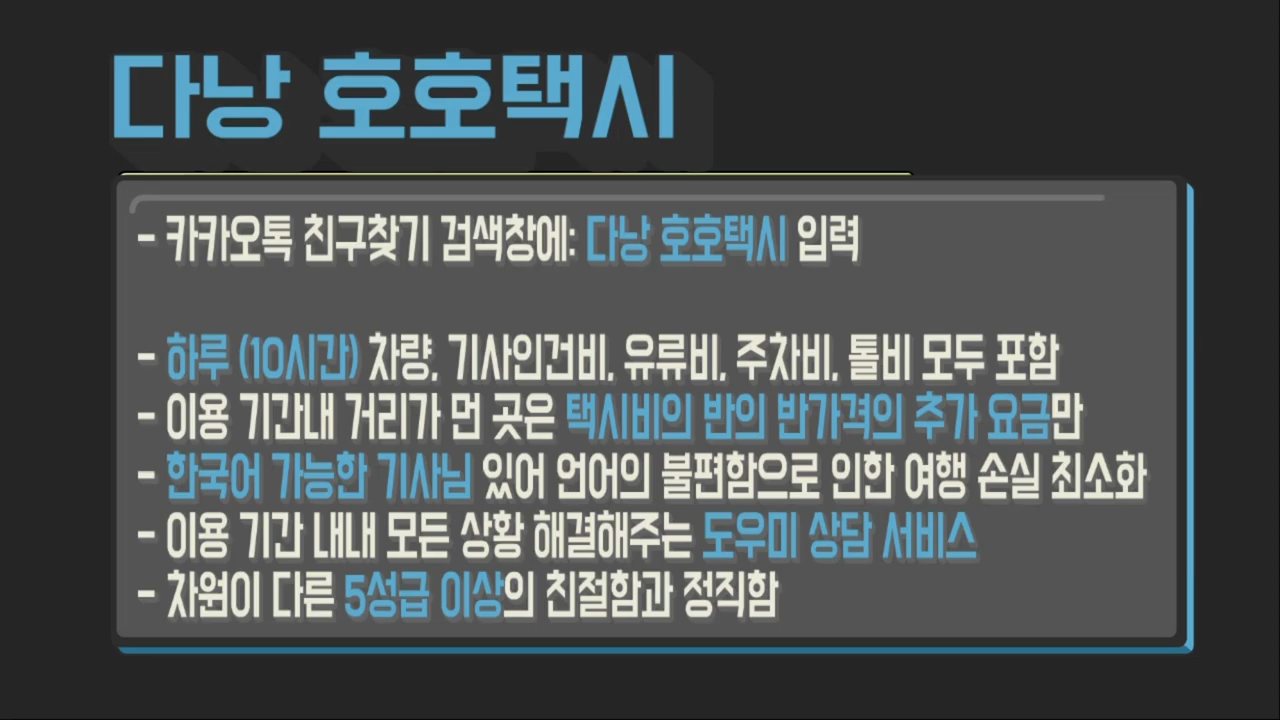 다낭 호호택시
- 카카오톡 친구찾기 검색창에: 다낭 호호택시 입력
- 하루 (10시간) 차량, 기사인건비, 유류비, 주차비, 톨비 모두 포함
- 이용 기간내 거리가 먼 곳은 택시비의 반의 반가격의 추가 요금만
- 한국어 가능한 기사님 있어 언어의 불편함으로 인한 여행 손실 최소화
- 이용 기간 내내 모든 상황 해결해주는 도우미 상담 서비스
- 차원이 다른 5성급 이상의 친절함과 정직함